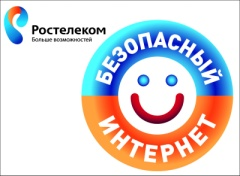 Ростелеком
Больше возможностей
БЕЗОПАСНЫЙ
ИНТЕРНЕТ